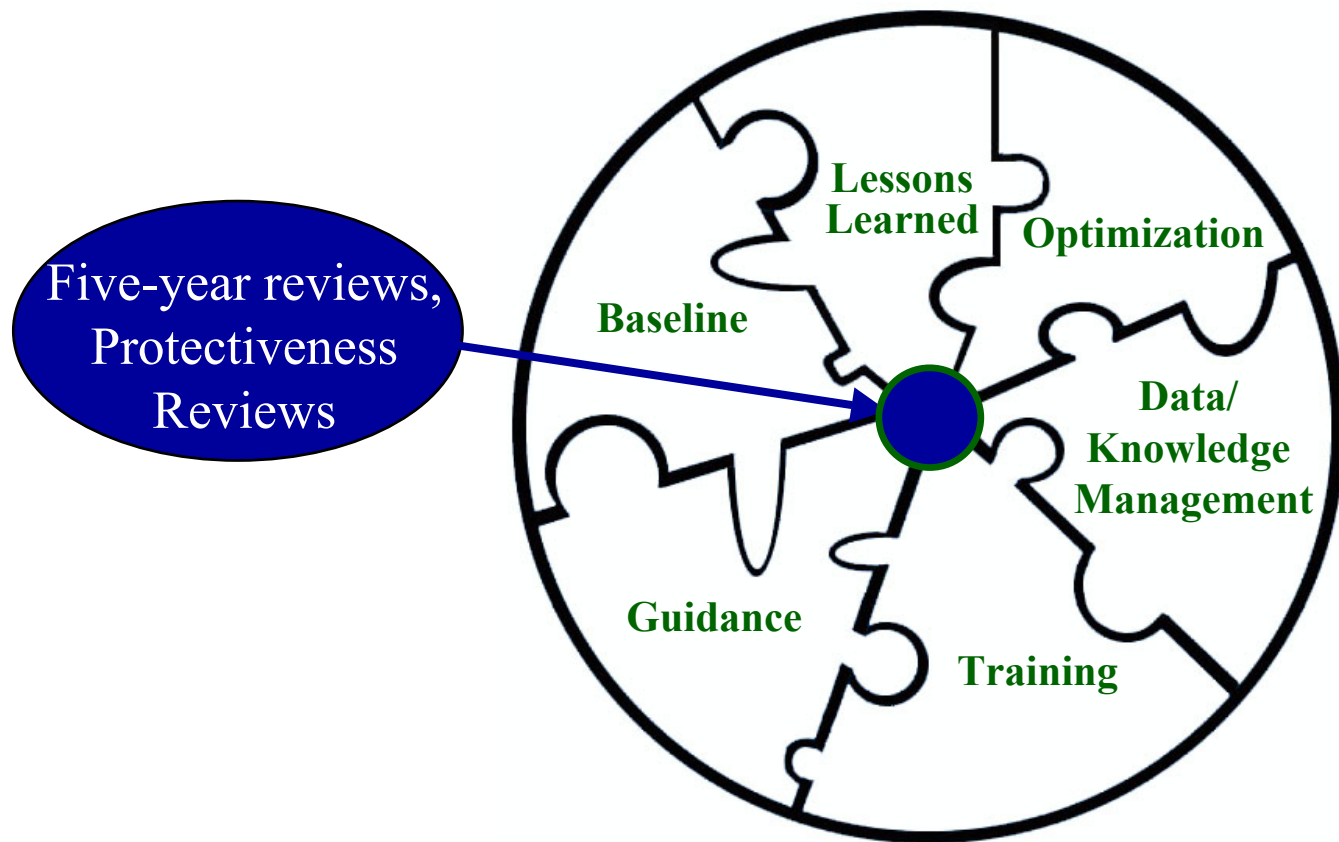 Five-year reviews,
Protectiveness
Reviews
Lessons
Learned
Optimization
Baseline
Data/
Knowledge
Management
Guidance
Training